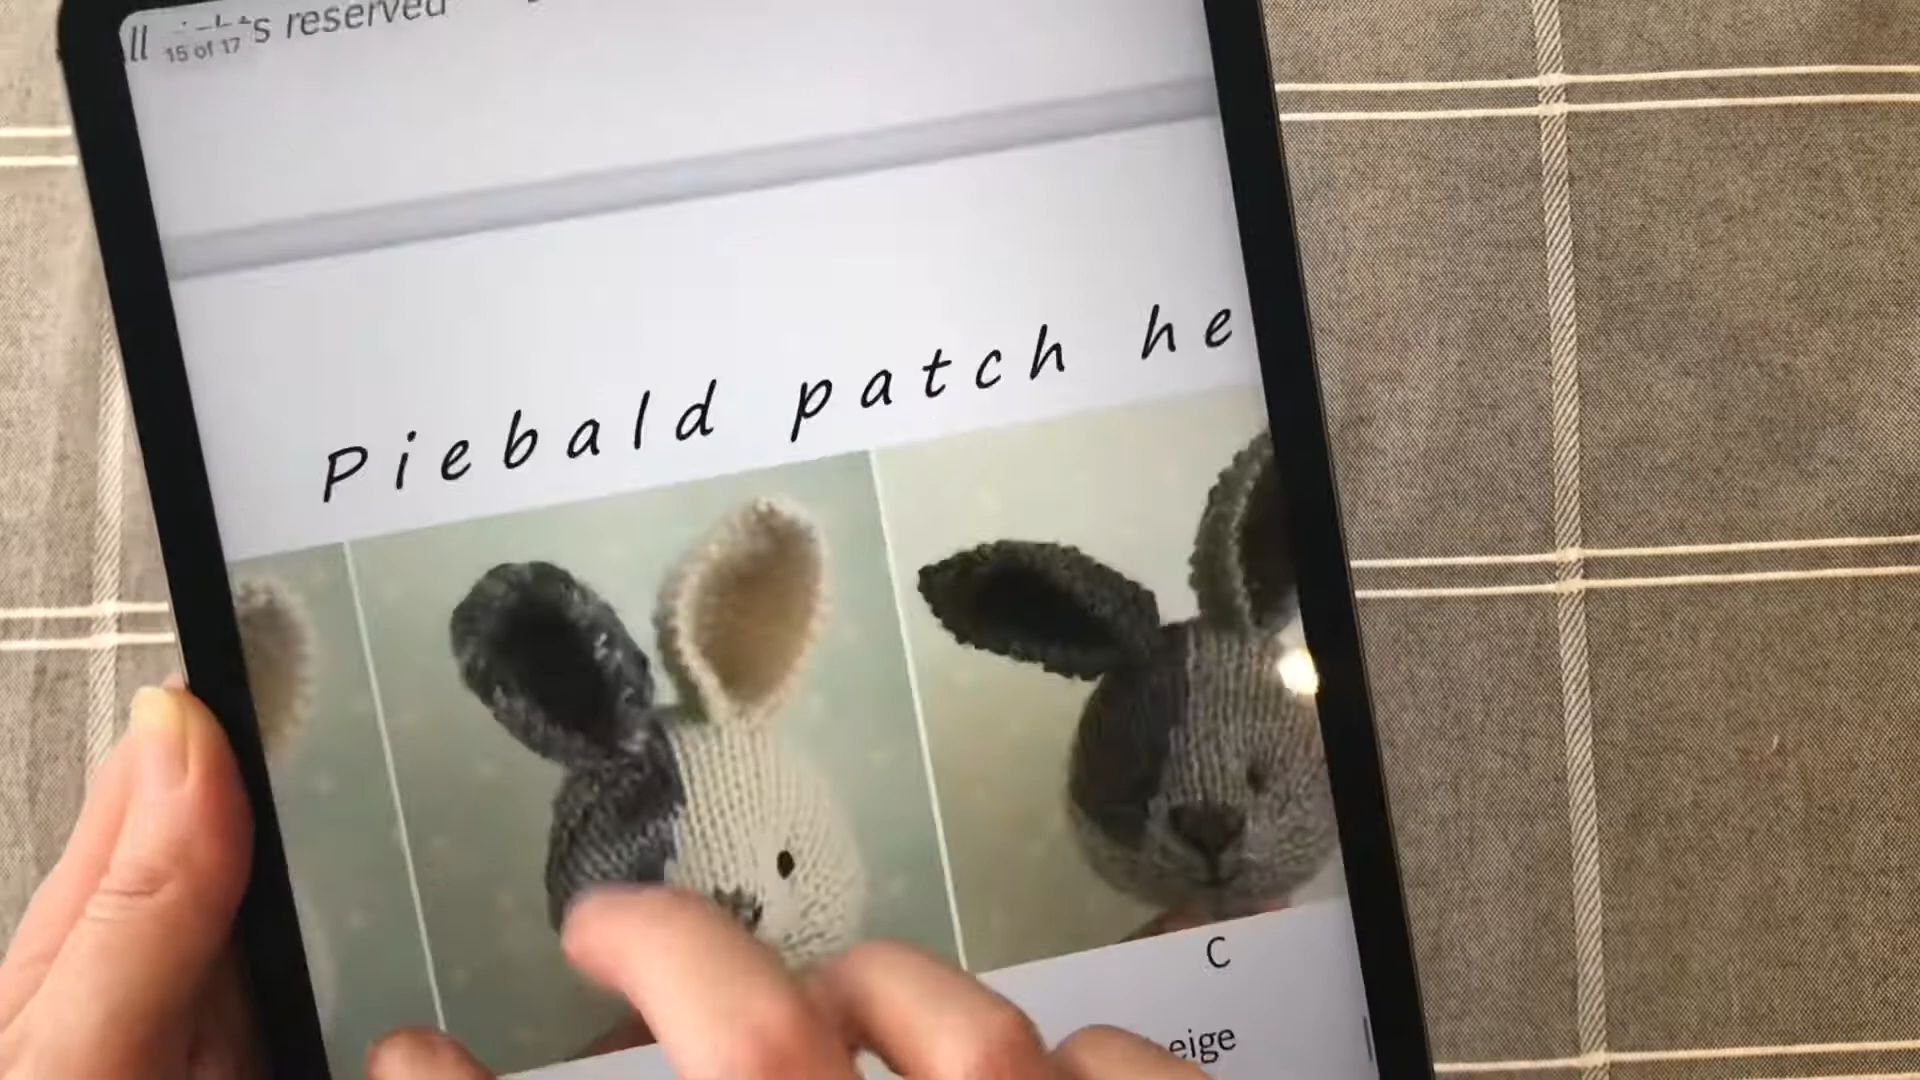 s reserved
15 of 17
Piebald patch he
C
eige